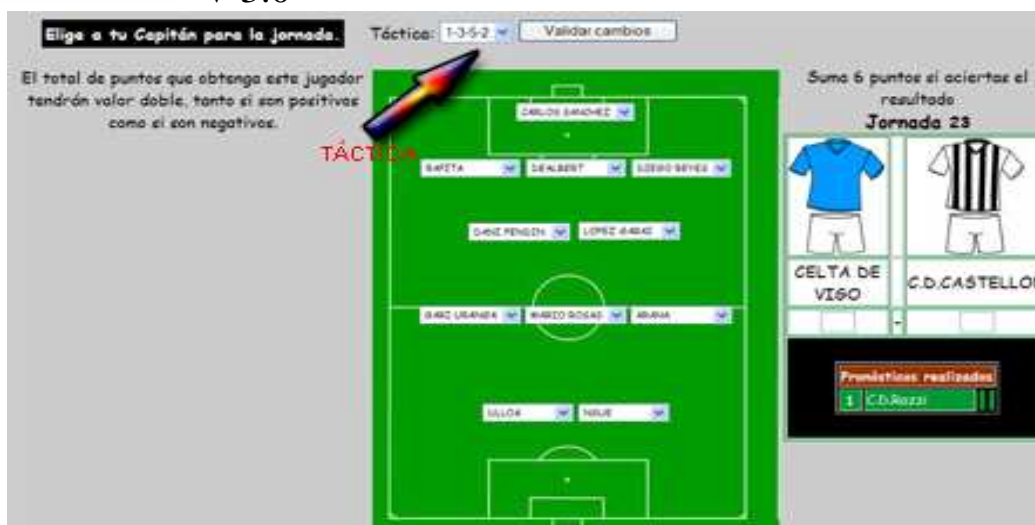 Elige a tu Capitán para la jornada.
Táctica: 1-3-5-2 Validar cambios
El total de puntos que obtenga este jugador
tendrán valor doble, tanto si son positivos
como si son negativos.
TÁCTICA
CARLOS SANCHEZ
RAFITA DEALBERT DIEGO REYES
DANI PENDIN LOPEZ GARAI
GARI URANGA MARIO ROSAS ARANA
ULLOA NSUE
Suma 6 puntos si aciertas el
resultado
Jornada 23
CELTA DE
VIGO
C.D.CASTELLON
-
Pronósticos realizados
1 C.D.Rozzi